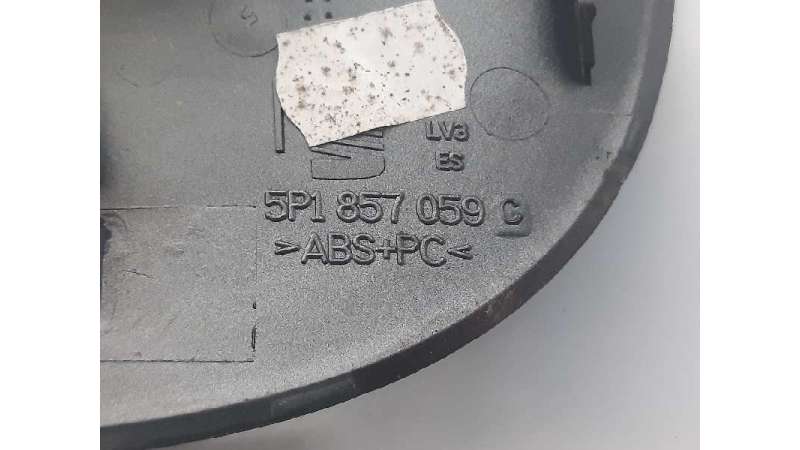 LV3
ES
5P1 857 059 C
>ABS+PC<